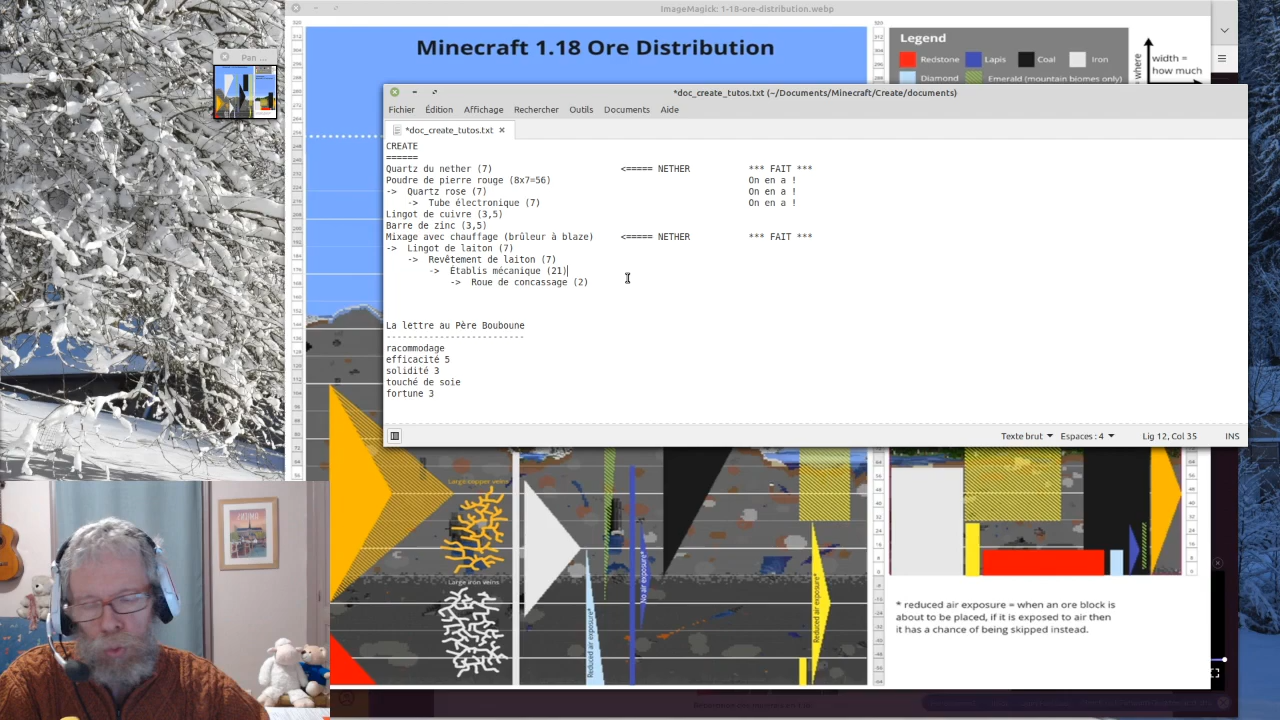 ImageMagick: 1-18-ore-distribution.webp
Pan ...
Minecraft 1.18 Ore Distribution
Legend
Redstone Lapis Coal Iron
Diamond Emerald (mountain biomes only)
where
width =
how much
*doc_create_tutos.txt (~/Documents/Minecraft/Create/documents)
Fichier Édition Affichage Rechercher Outils Documents Aide
*doc_create_tutos.txt
CREATE
======
Quartz du nether (7) <===== NETHER *** FAIT ***
Poudre de pierre rouge (8x7=56) On en a !
-> Quartz rose (7) On en a !
-> Tube électronique (7) On en a !
Lingot de cuivre (3,5)
Barre de zinc (3,5)
Mixage avec chauffage (brûleur à blaze) <===== NETHER *** FAIT ***
-> Lingot de laiton (7)
-> Revêtement de laiton (7)
-> Établis mécanique (21)
-> Roue de concassage (2)
La lettre au Père Bouboune
--------------------------
racommodage
efficacité 5
solidité 3
touché de soie
fortune 3
Texte brut Espaces : 4 Lig 12, Col 35 INS
Large copper veins
Large iron veins
Reduced air exposure*
No air exposure*
Reduced air exposure*
* reduced air exposure = when an ore block is
about to be placed, if it is exposed to air then
it has a chance of being skipped instead.